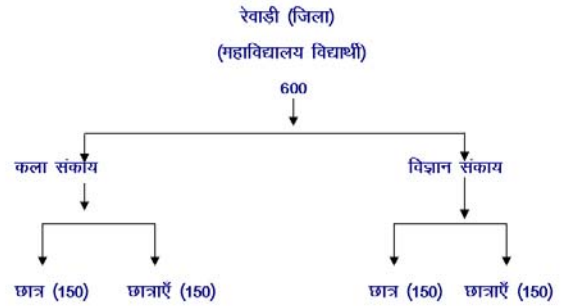 रेवाड़ी (जिला)
(महाविद्यालय विद्यार्थी)
600
कला संकाय विज्ञान संकाय
छात्र (150) छात्राएँ (150) छात्र (150) छात्राएँ (150)